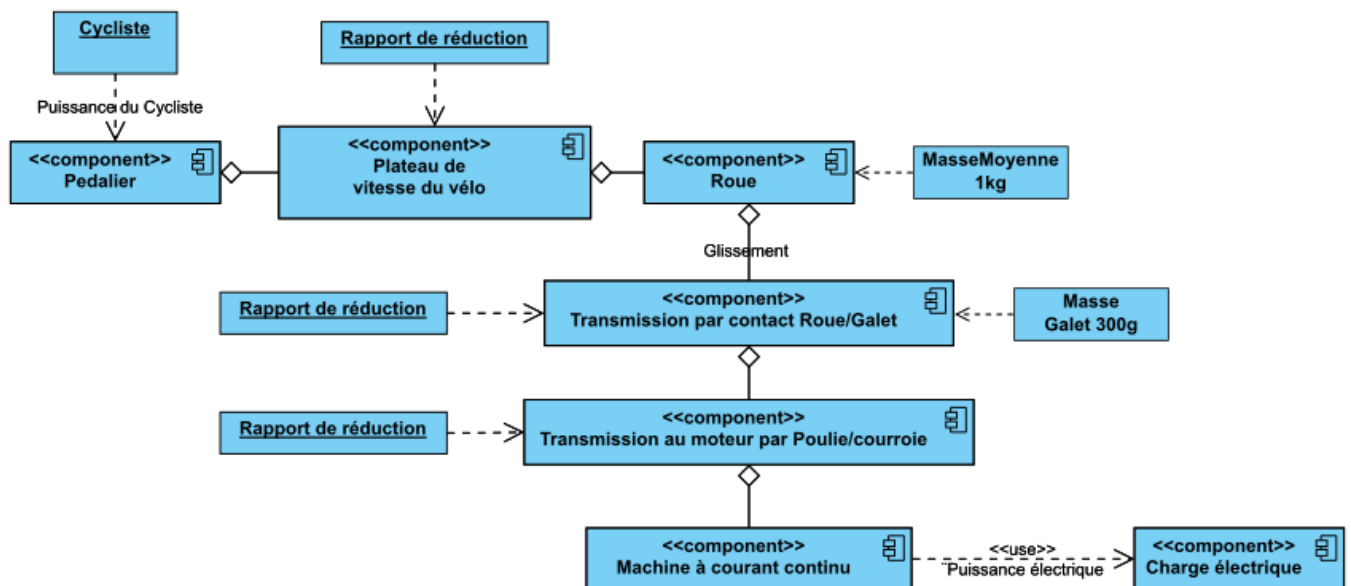 Cycliste
Rapport de réduction
Puissance du Cycliste
<<component>>
Pedalier
<<component>>
Plateau de
vitesse du vélo
<<component>>
Roue
MasseMoyenne
1kg
Glissement
Rapport de réduction
<<component>>
Transmission par contact Roue/Galet
Masse
Galet 300g
Rapport de réduction
<<component>>
Transmission au moteur par Poulie/courroie
<<component>>
Machine à courant continu
<<use>>
¨Puissance électrique
<<component>>
Charge électrique